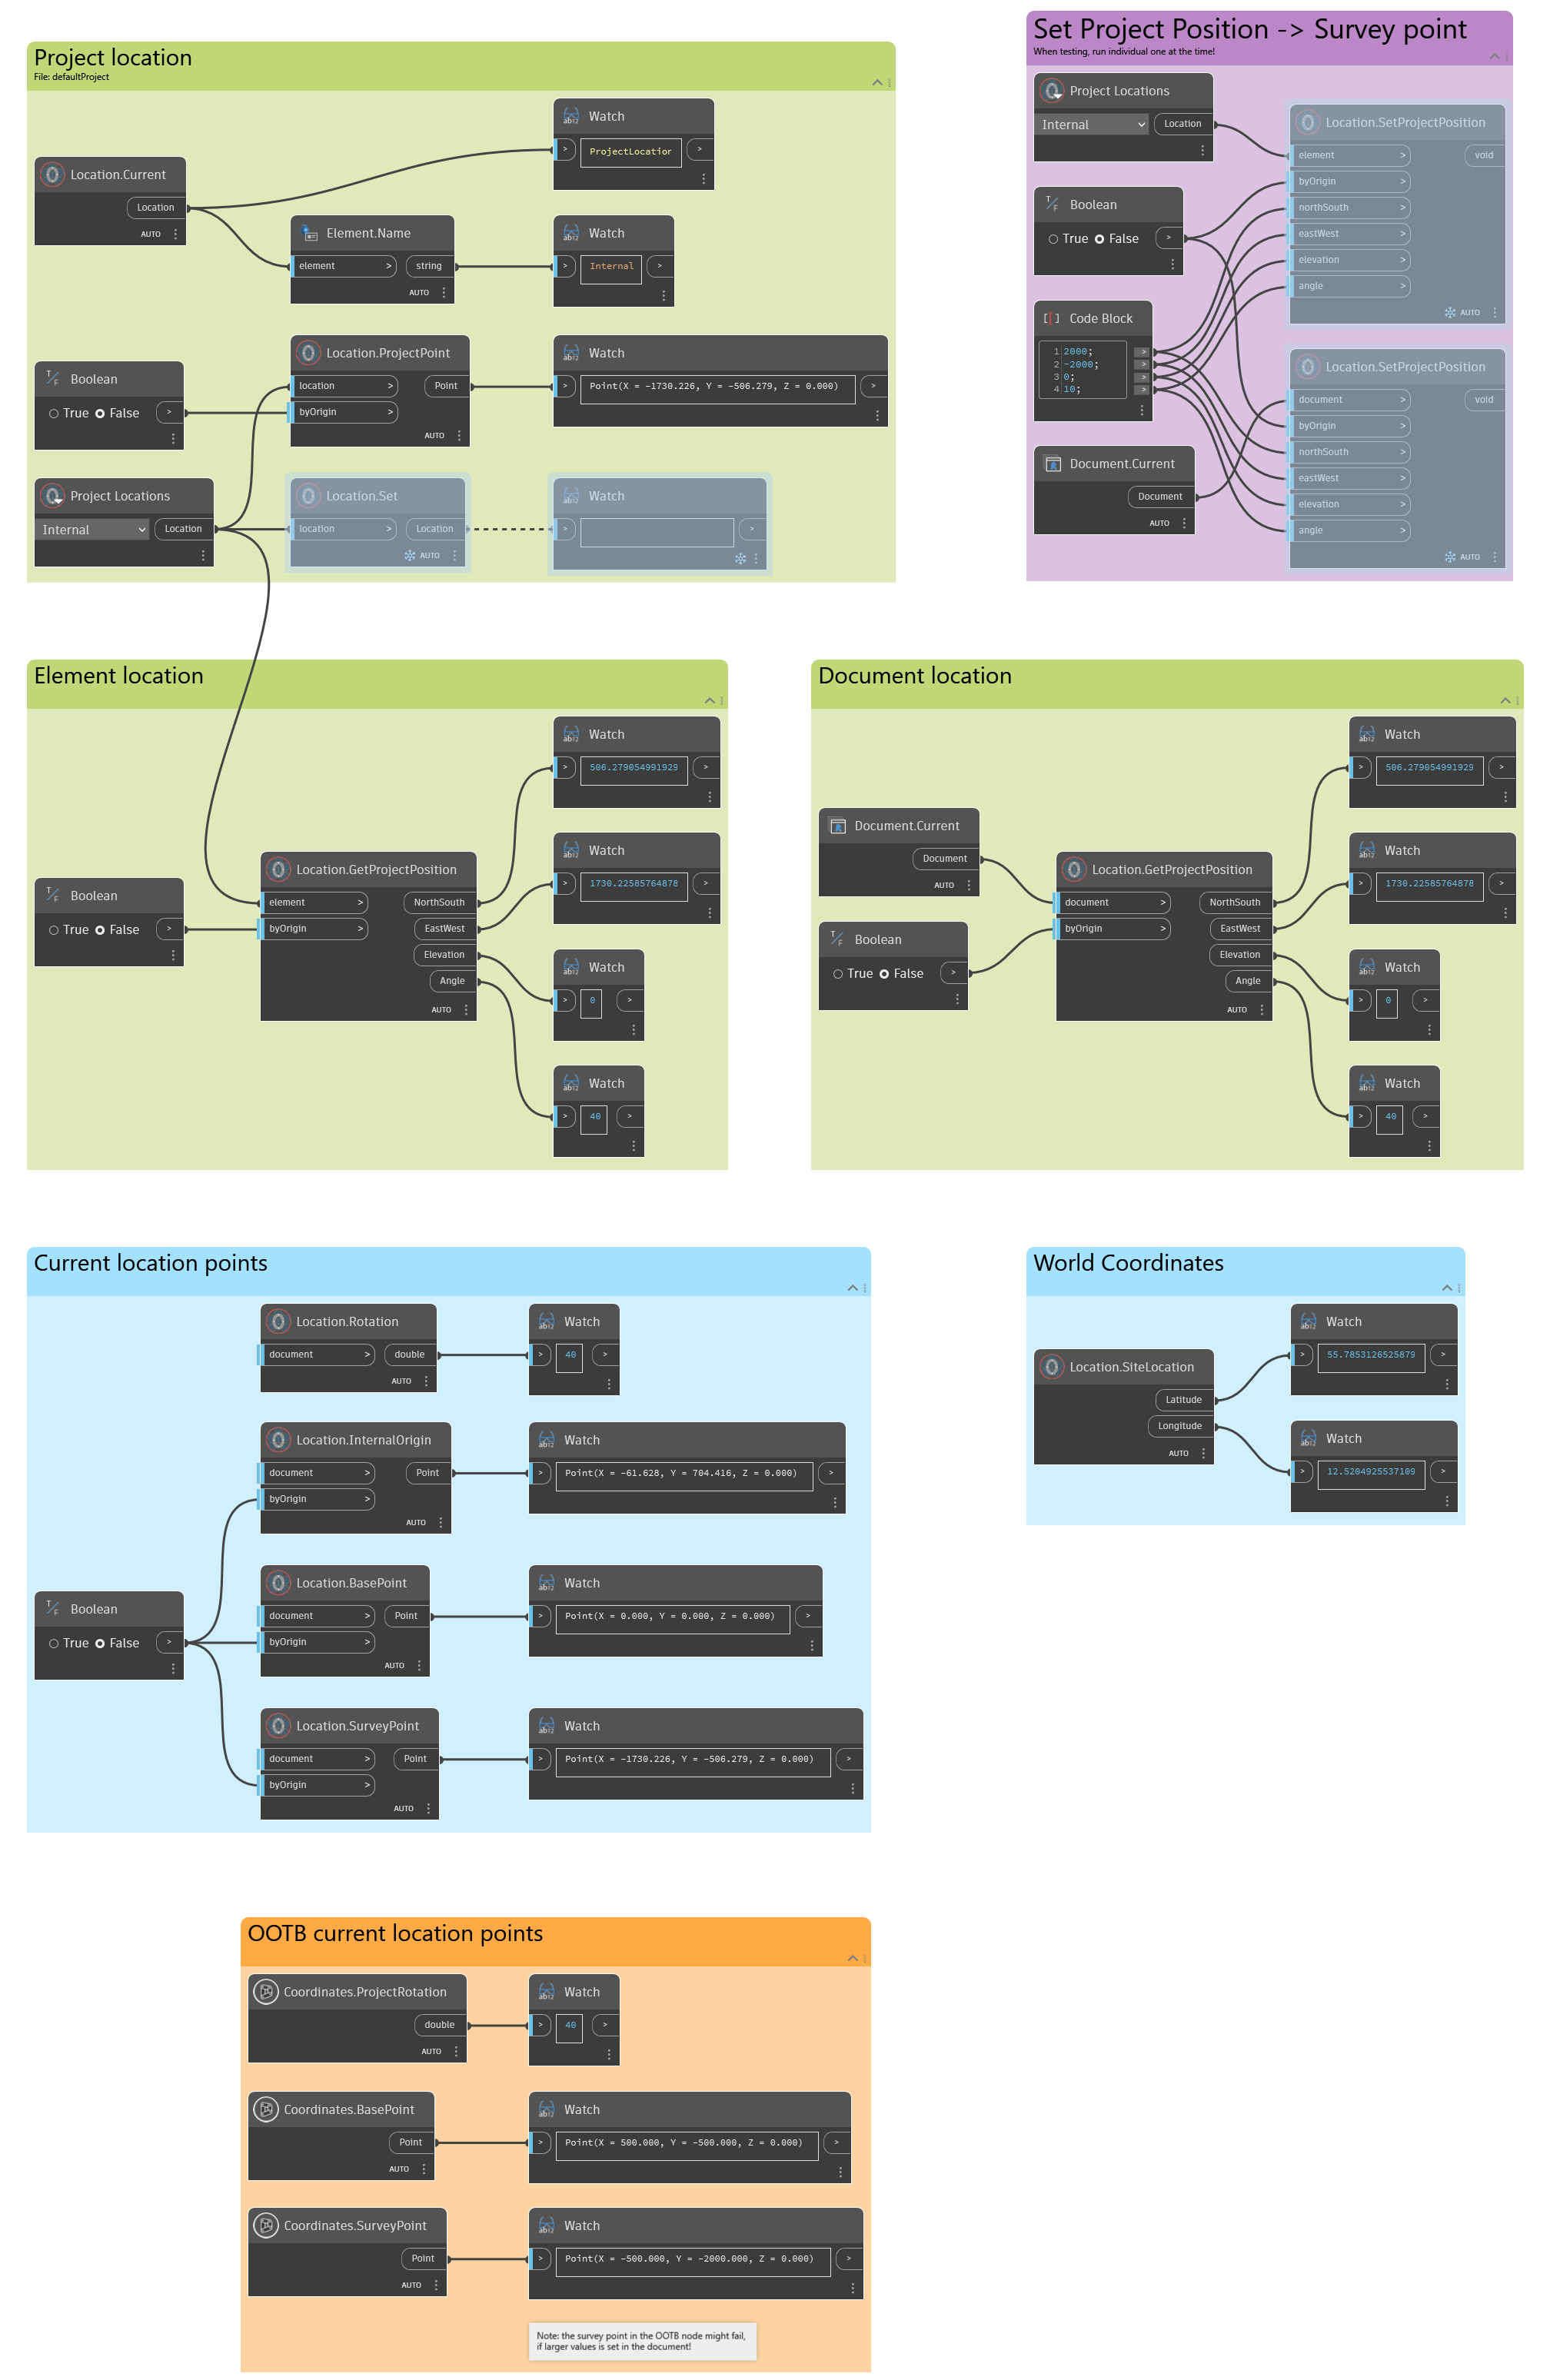 Project location
File: defaultProject
Watch
>
ProjectLocation
>
Location.Current
Location
AUTO
Element.Name
element >
string
AUTO
Watch
>
Internal
>
Boolean
True False
>
Location.ProjectPoint
location >
Point
byOrigin >
AUTO
Watch
>
Point(X = -1730.226, Y = -506.279, Z = 0.000)
>
Project Locations
Internal
Location
Location.Set
location >
Location
AUTO
Watch
>
>
Set Project Position -> Survey point
When testing, run individual one at the time!
Project Locations
Internal
Location
Boolean
True False
>
Code Block
1 2000; >
2 -2000; >
3 0; >
4 10; >
Document.Current
Document
AUTO
Location.SetProjectPosition
element >
void
byOrigin >
northSouth >
eastWest >
elevation >
angle >
AUTO
Location.SetProjectPosition
document >
void
byOrigin >
northSouth >
eastWest >
elevation >
angle >
AUTO
Element location
Boolean
True False
>
Location.GetProjectPosition
element >
NorthSouth
byOrigin >
EastWest
Elevation
Angle
AUTO
Watch
>
506.279054991929
>
Watch
>
1730.22585764878
>
Watch
>
0
>
Watch
>
40
>
Document location
Document.Current
Document
AUTO
Boolean
True False
>
Location.GetProjectPosition
document >
NorthSouth
byOrigin >
EastWest
Elevation
Angle
AUTO
Watch
>
506.279054991929
>
Watch
>
1730.22585764878
>
Watch
>
0
>
Watch
>
40
>
Current location points
Location.Rotation
document >
double
AUTO
Watch
>
40
>
Location.InternalOrigin
document >
Point
byOrigin >
AUTO
Watch
>
Point(X = -61.628, Y = 704.416, Z = 0.000)
>
Boolean
True False
>
Location.BasePoint
document >
Point
byOrigin >
AUTO
Watch
>
Point(X = 0.000, Y = 0.000, Z = 0.000)
>
Location.SurveyPoint
document >
Point
byOrigin >
AUTO
Watch
>
Point(X = -1730.226, Y = -506.279, Z = 0.000)
>
World Coordinates
Location.SiteLocation
Latitude
Longitude
AUTO
Watch
>
55.7853126525879
>
Watch
>
12.5204925537109
>
OOTB current location points
Coordinates.ProjectRotation
double
AUTO
Watch
>
40
>
Coordinates.BasePoint
Point
AUTO
Watch
>
Point(X = 500.000, Y = -500.000, Z = 0.000)
>
Coordinates.SurveyPoint
Point
AUTO
Watch
>
Point(X = -500.000, Y = -2000.000, Z = 0.000)
>
Note: the survey point in the OOTB node might fail,
if larger values is set in the document!